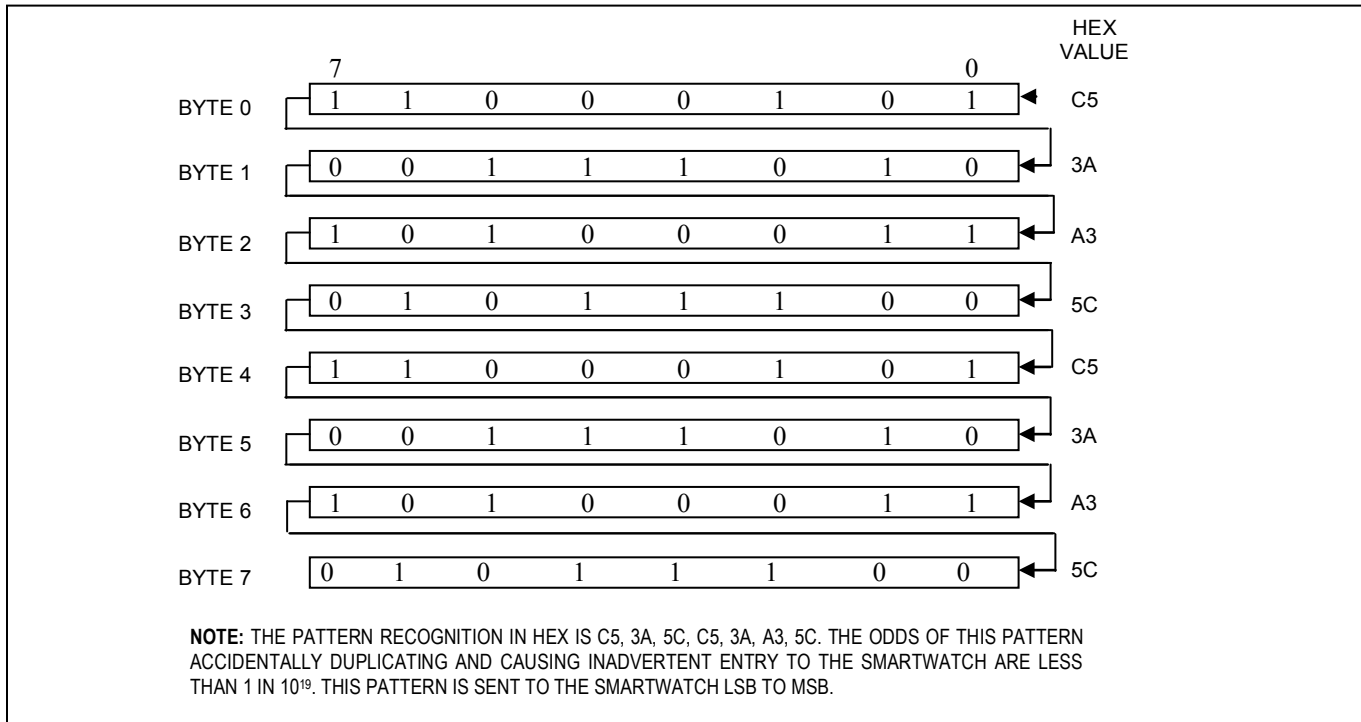 HEX
VALUE
7 0
BYTE 0 1 1 0 0 0 1 0 1 C5
BYTE 1 0 0 1 1 1 0 1 0 3A
BYTE 2 1 0 1 0 0 0 1 1 A3
BYTE 3 0 1 0 1 1 1 0 0 5C
BYTE 4 1 1 0 0 0 1 0 1 C5
BYTE 5 0 0 1 1 1 0 1 0 3A
BYTE 6 1 0 1 0 0 0 1 1 A3
BYTE 7 0 1 0 1 1 1 0 0 5C
NOTE: THE PATTERN RECOGNITION IN HEX IS C5, 3A, 5C, C5, 3A, A3, 5C. THE ODDS OF THIS PATTERN
ACCIDENTALLY DUPLICATING AND CAUSING INADVERTENT ENTRY TO THE SMARTWATCH ARE LESS
THAN 1 IN 10¹⁹. THIS PATTERN IS SENT TO THE SMARTWATCH LSB TO MSB.